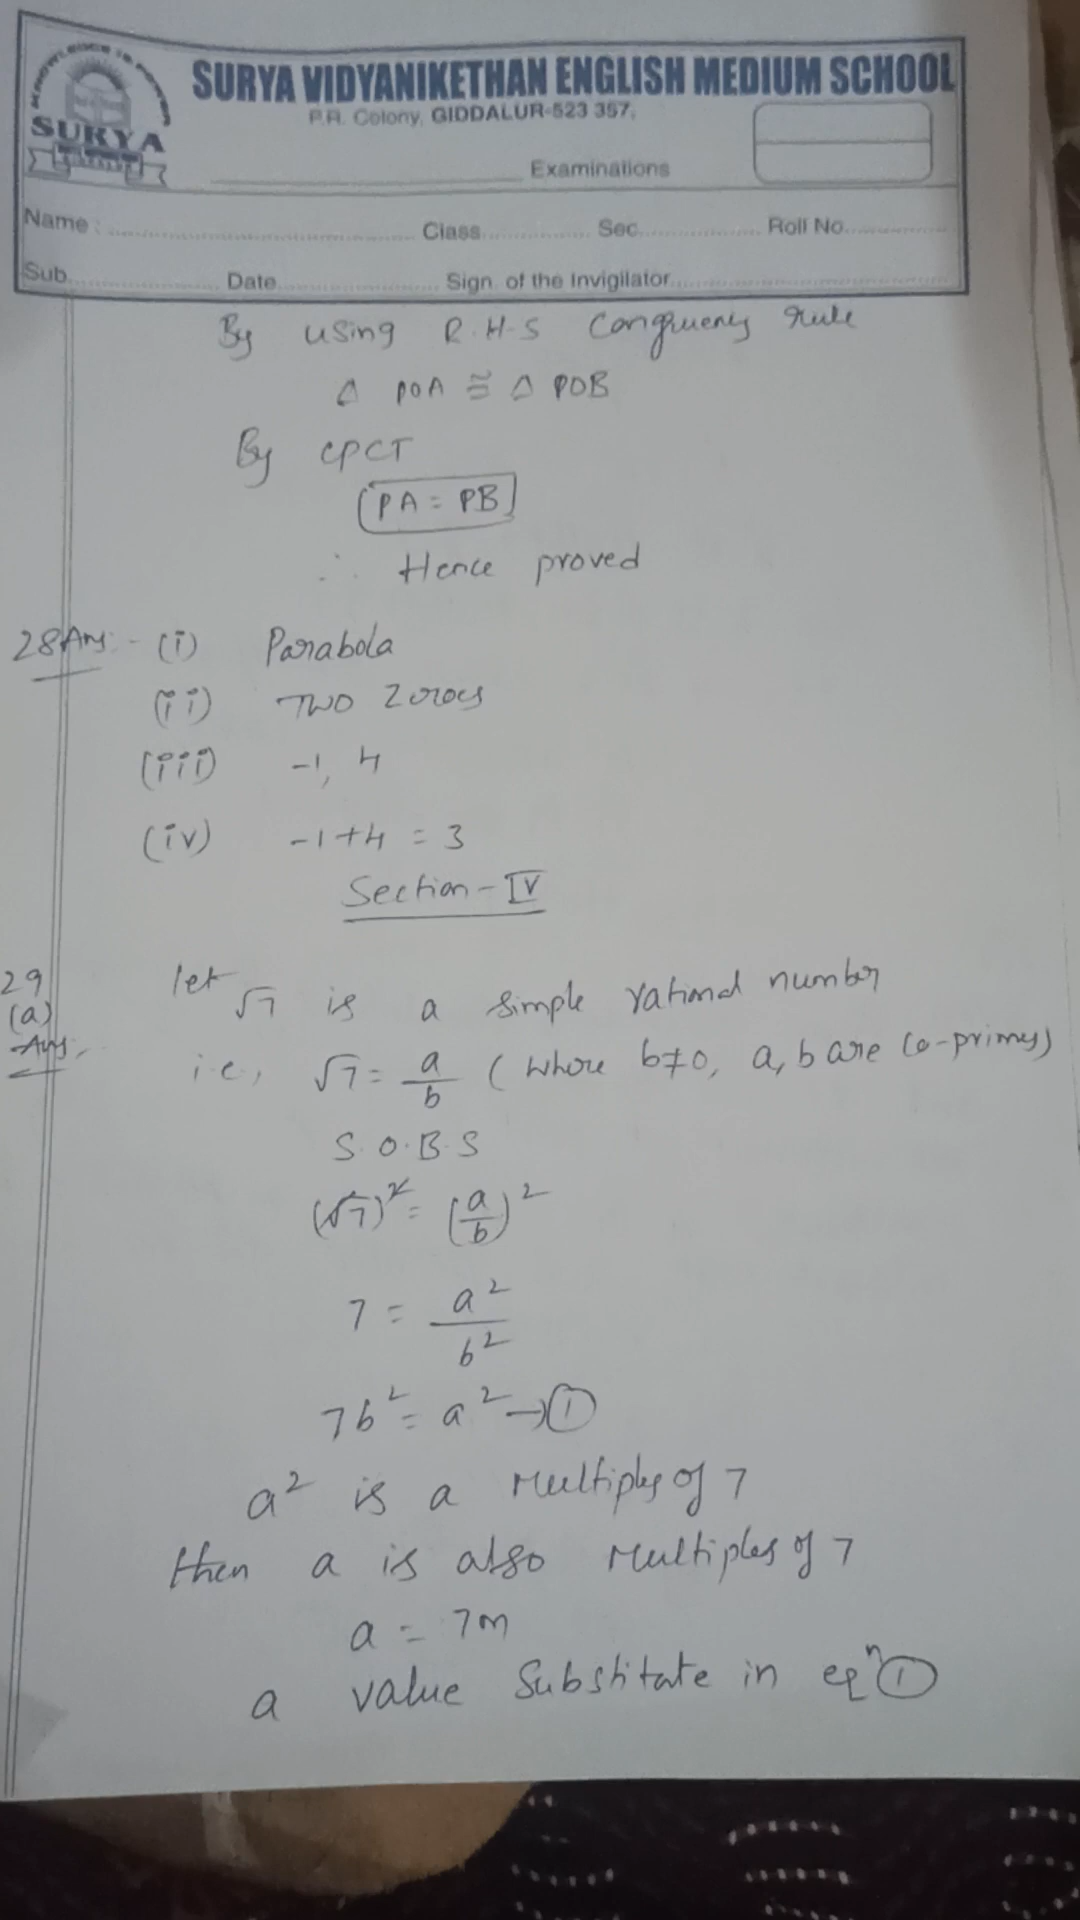 KNOWLEDGE IS POWER
SURYA
SURYA VIDYANIKETHAN ENGLISH MEDIUM SCHOOL
P.R. Colony, GIDDALUR-523 357,
Examinations
Name : Class Sec. Roll No.
Sub. Date Sign. of the Invigilator
By using R.H.S Congruency rule
Δ POA ≅ Δ POB
By CPCT
PA = PB
∴ Hence proved
28 Ans:- (i) Parabola
(ii) Two Zeroes
(iii) -1, 4
(iv) -1+4 = 3
Section - IV
29 (a) Ans, let √7 is a simple rational number
i.e, √7 = a/b (where b≠0, a, b are co-primes)
S.O.B.S
(√7)² = (a/b)²
7 = a²/b²
7b² = a² → ①
a² is a Multiples of 7
then a is also Multiples of 7
a = 7m
a value Substitate in eqⁿ ①